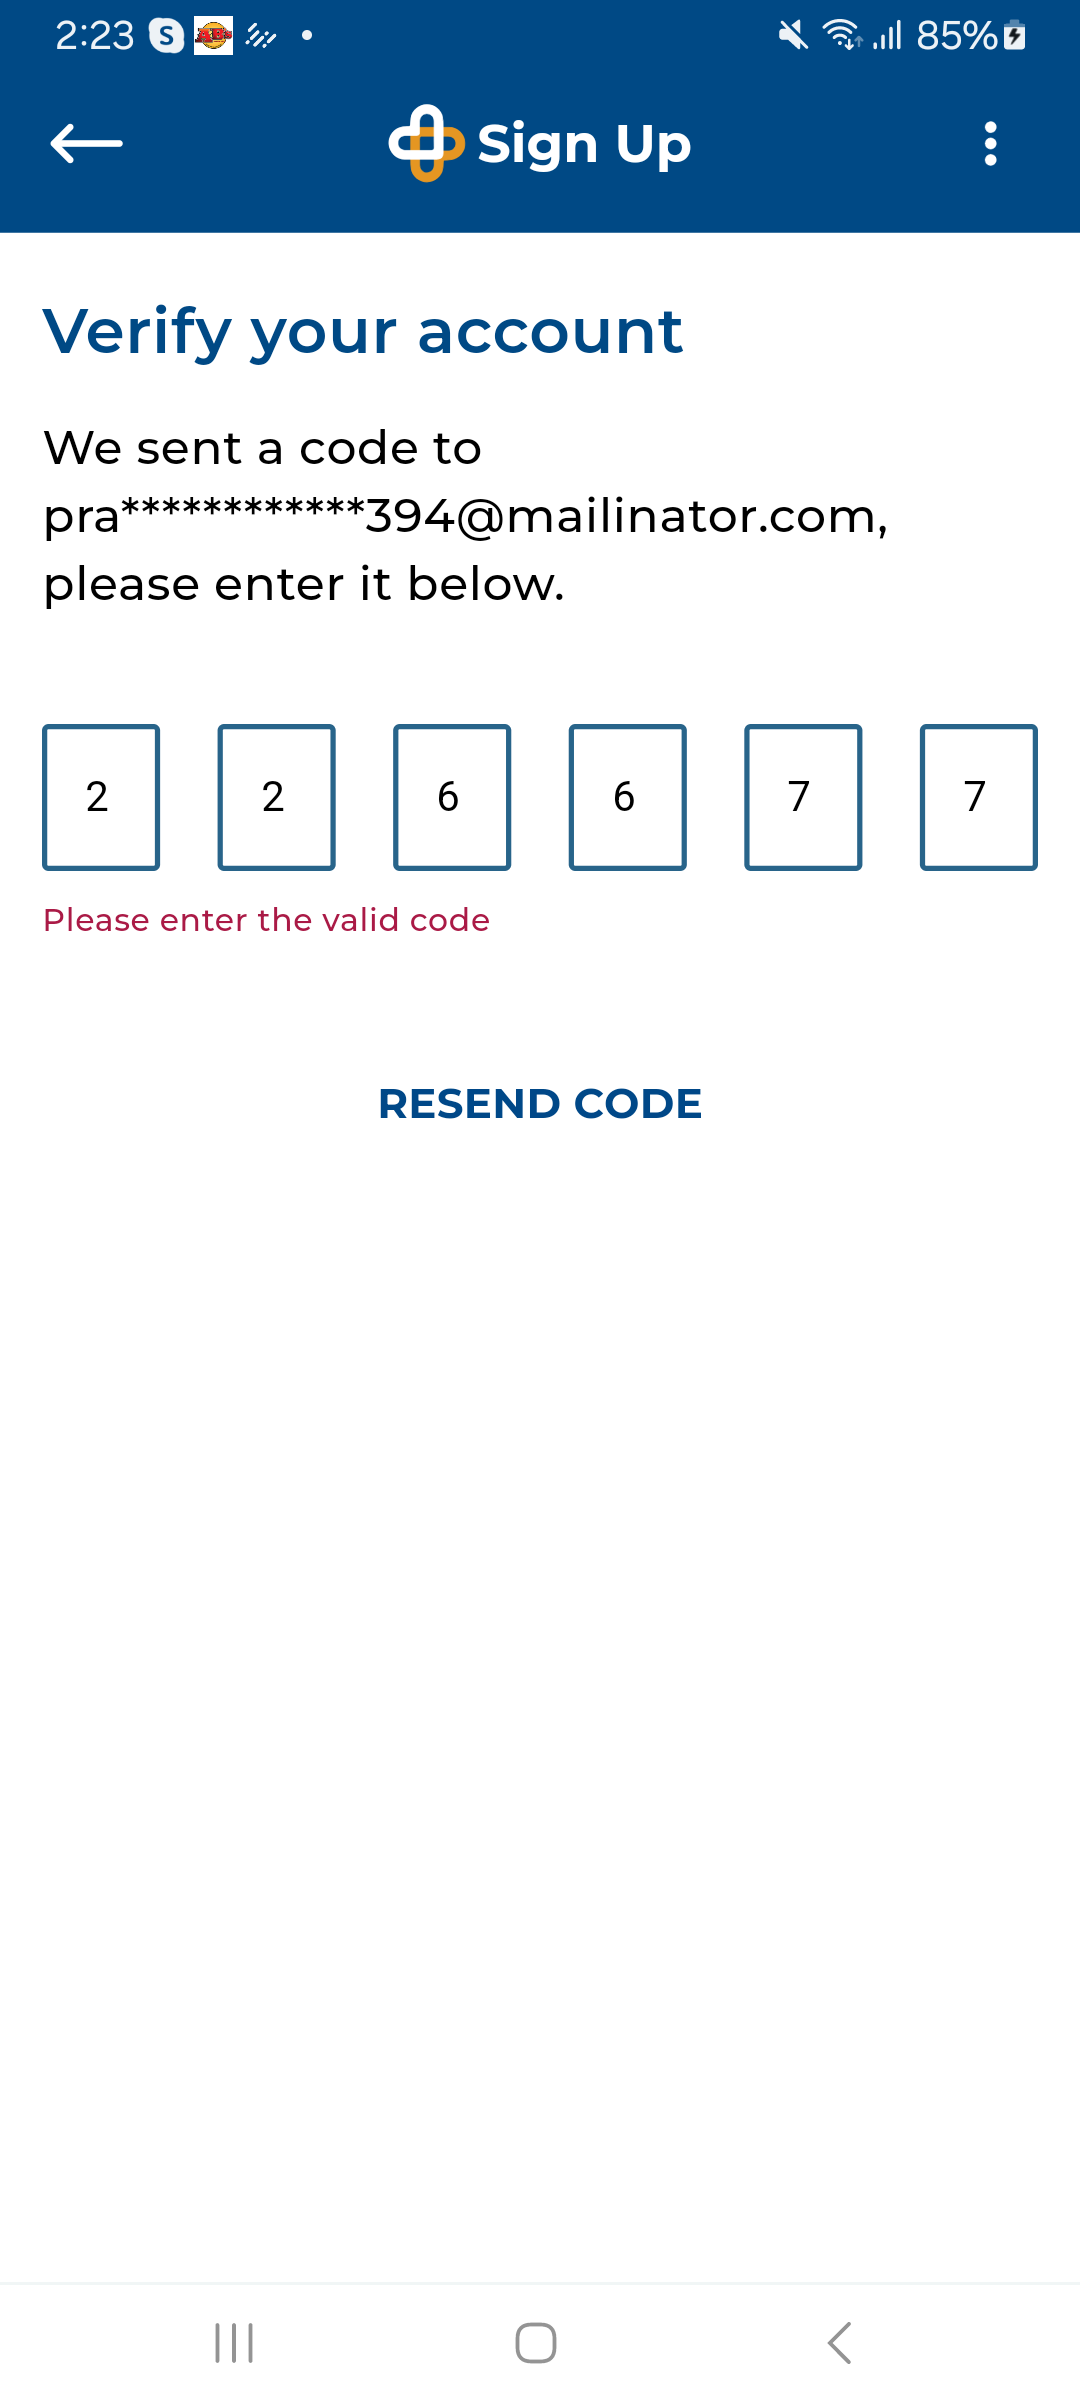 2:23 S 85%
Sign Up
Verify your account
We sent a code to
pra************394@mailinator.com,
please enter it below.
2 2 6 6 7 7
Please enter the valid code
RESEND CODE